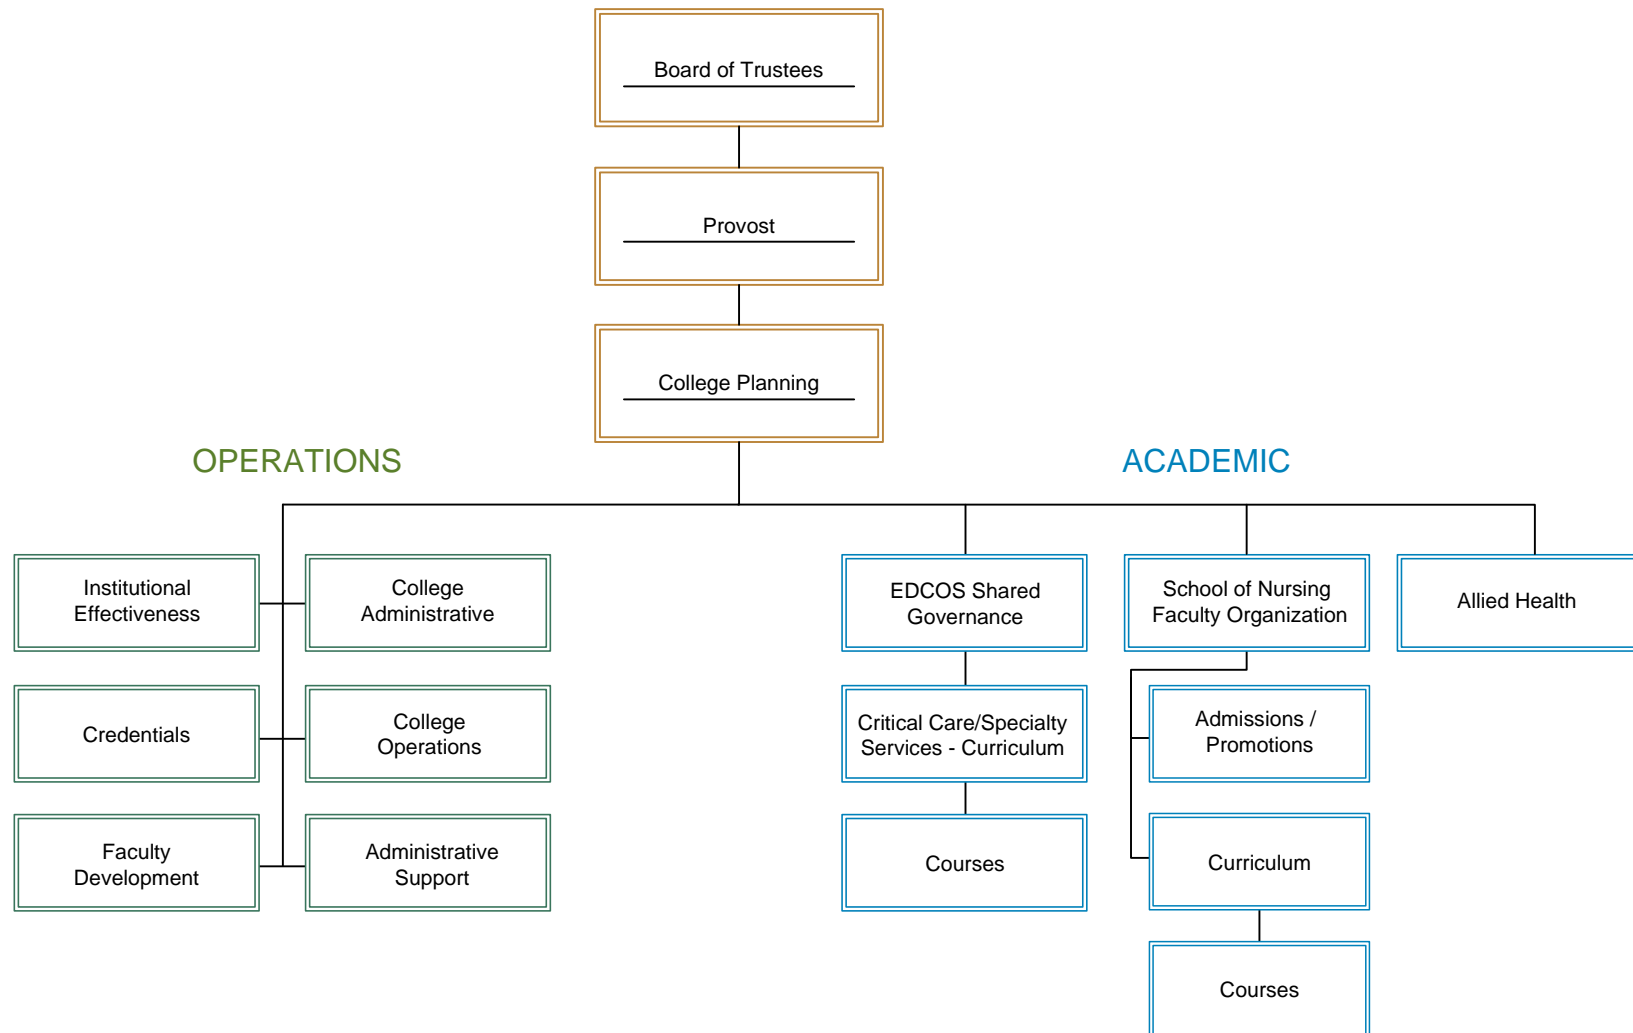 Board of Trustees
Provost
College Planning
OPERATIONS
ACADEMIC
Institutional
Effectiveness
College
Administrative
EDCOS Shared
Governance
School of Nursing
Faculty Organization
Allied Health
Credentials
College
Operations
Critical Care/Specialty
Services - Curriculum
Admissions /
Promotions
Faculty
Development
Administrative
Support
Courses
Curriculum
Courses